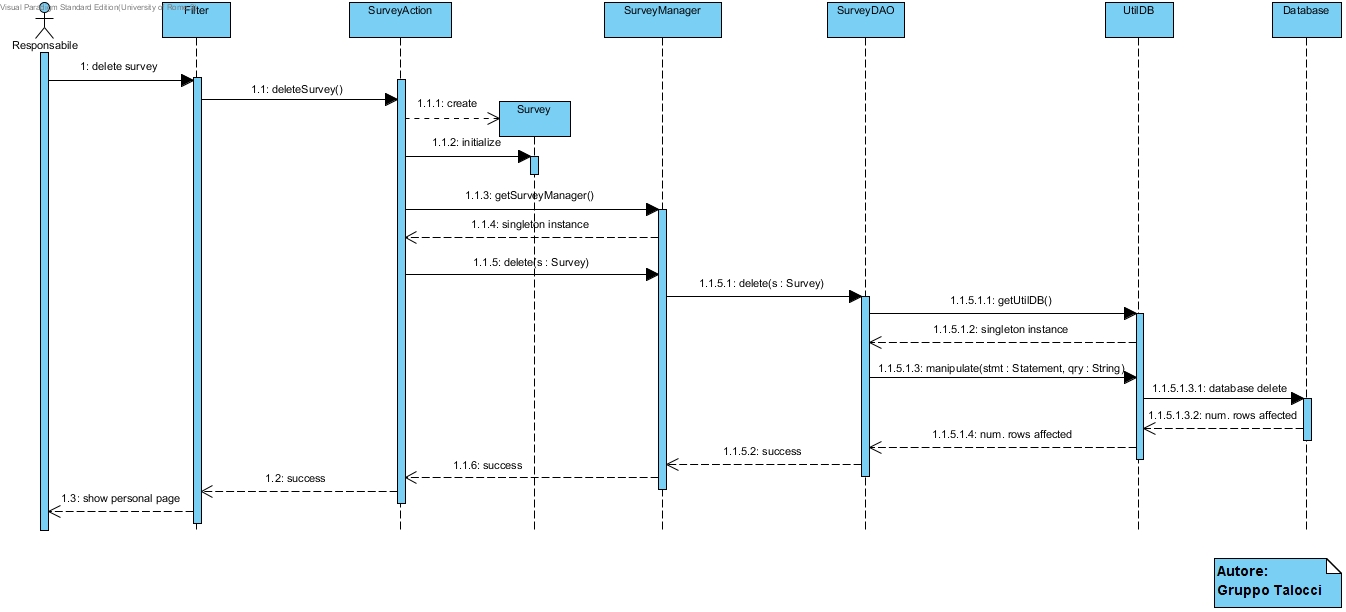 Visual Paradigm Standard Edition(University of Rome
Filter
SurveyAction
SurveyManager
SurveyDAO
UtilDB
Database
Responsabile
1: delete survey
1.1: deleteSurvey()
1.1.1: create
Survey
1.1.2: initialize
1.1.3: getSurveyManager()
1.1.4: singleton instance
1.1.5: delete(s : Survey)
1.1.5.1: delete(s : Survey)
1.1.5.1.1: getUtilDB()
1.1.5.1.2: singleton instance
1.1.5.1.3: manipulate(stmt : Statement, qry : String)
1.1.5.1.3.1: database delete
1.1.5.1.3.2: num. rows affected
1.1.5.1.4: num. rows affected
1.1.5.2: success
1.1.6: success
1.2: success
1.3: show personal page
Autore:
Gruppo Talocci